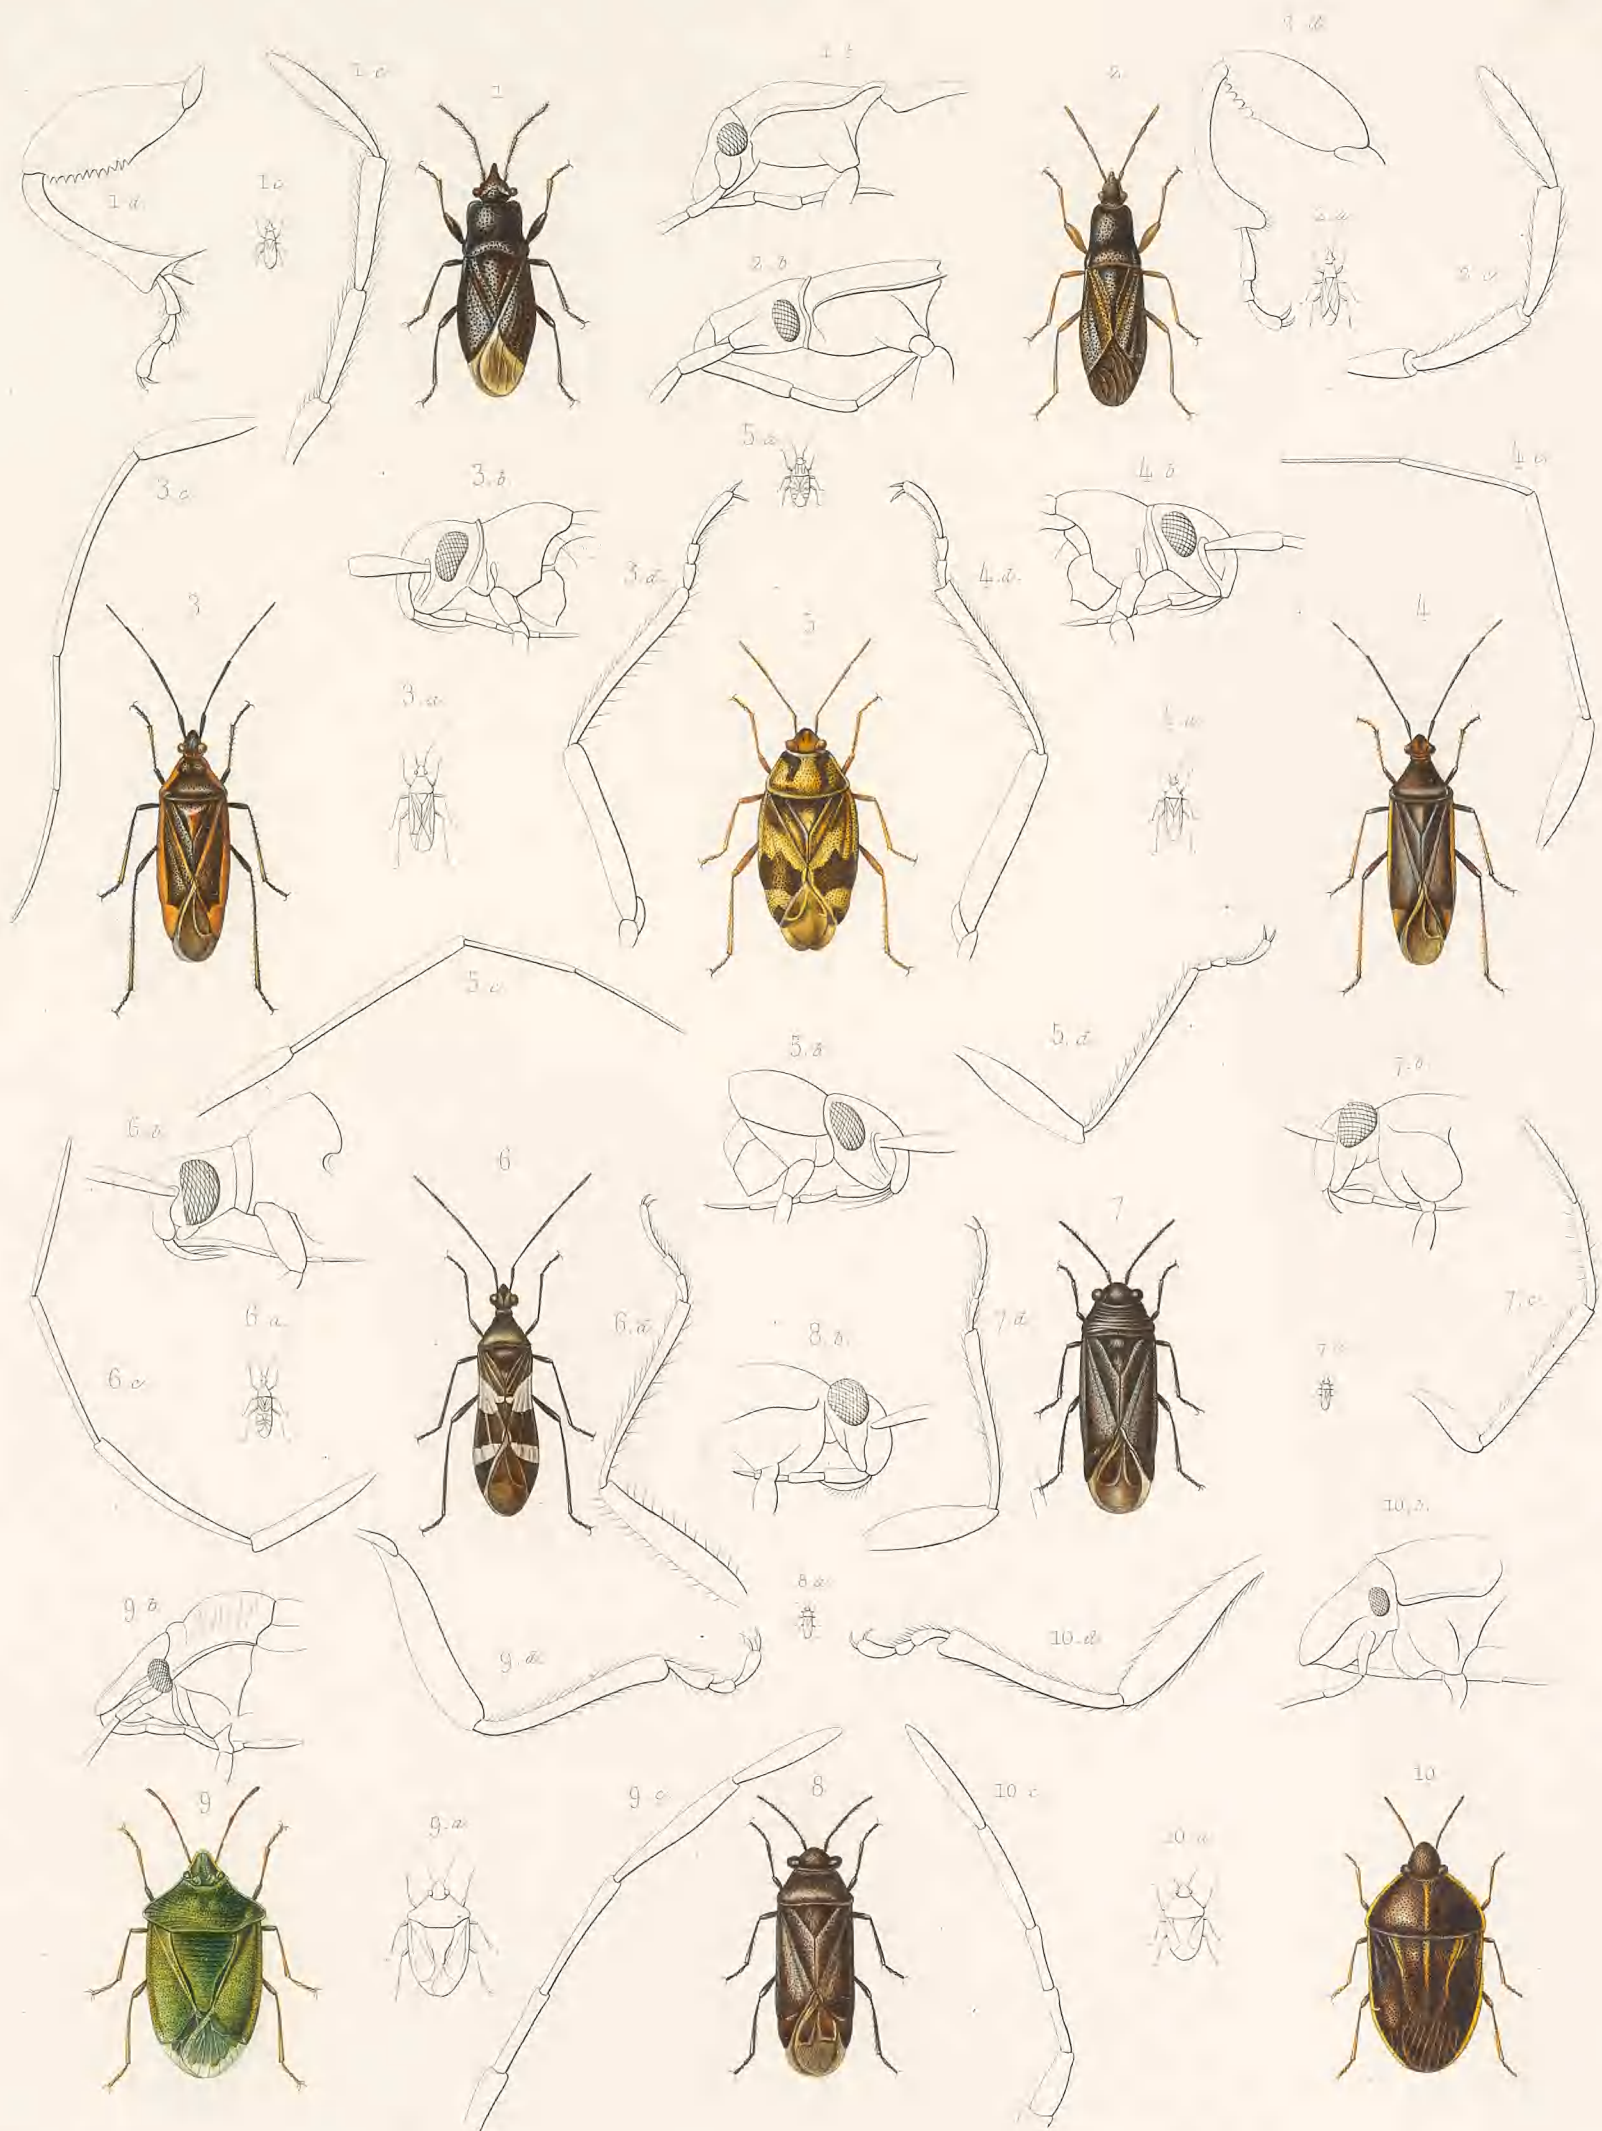 1 b
1 c
1
2
1 a
1 d
2 b
2 a
2 c
5 a
3 c
3. b
4 b
4 c
3. d
4. d
3
5
4
3. a
4. a
5 c
5. d
5. b
7. b
6. b
6
7
6 a
6. d
7. d
7. c
8. b
7 a
6 c
10. b
8 a
9 b
9. d
10. d
9
9. a
9 c
8
10 c
10. a
10